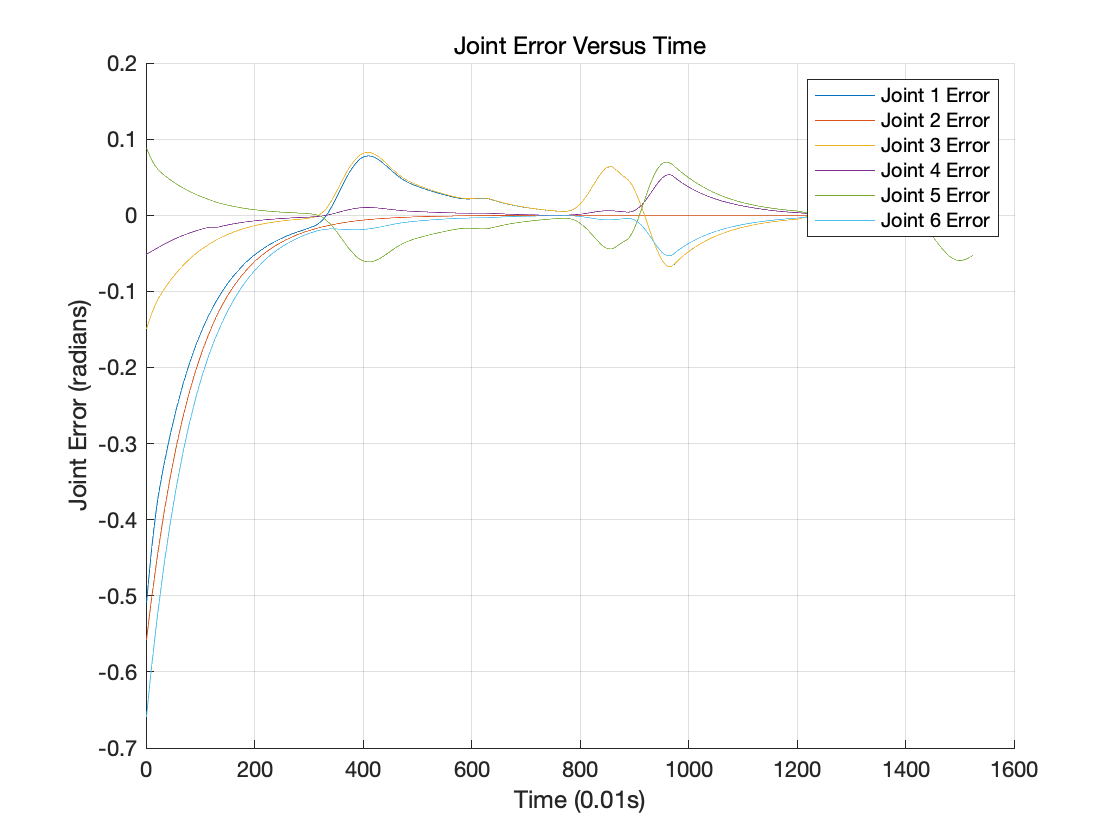 Joint Error Versus Time
0.2
0.1
0
-0.1
-0.2
-0.3
-0.4
-0.5
-0.6
-0.7
Joint Error (radians)
Joint 1 Error
Joint 2 Error
Joint 3 Error
Joint 4 Error
Joint 5 Error
Joint 6 Error
0 200 400 600 800 1000 1200 1400 1600
Time (0.01s)